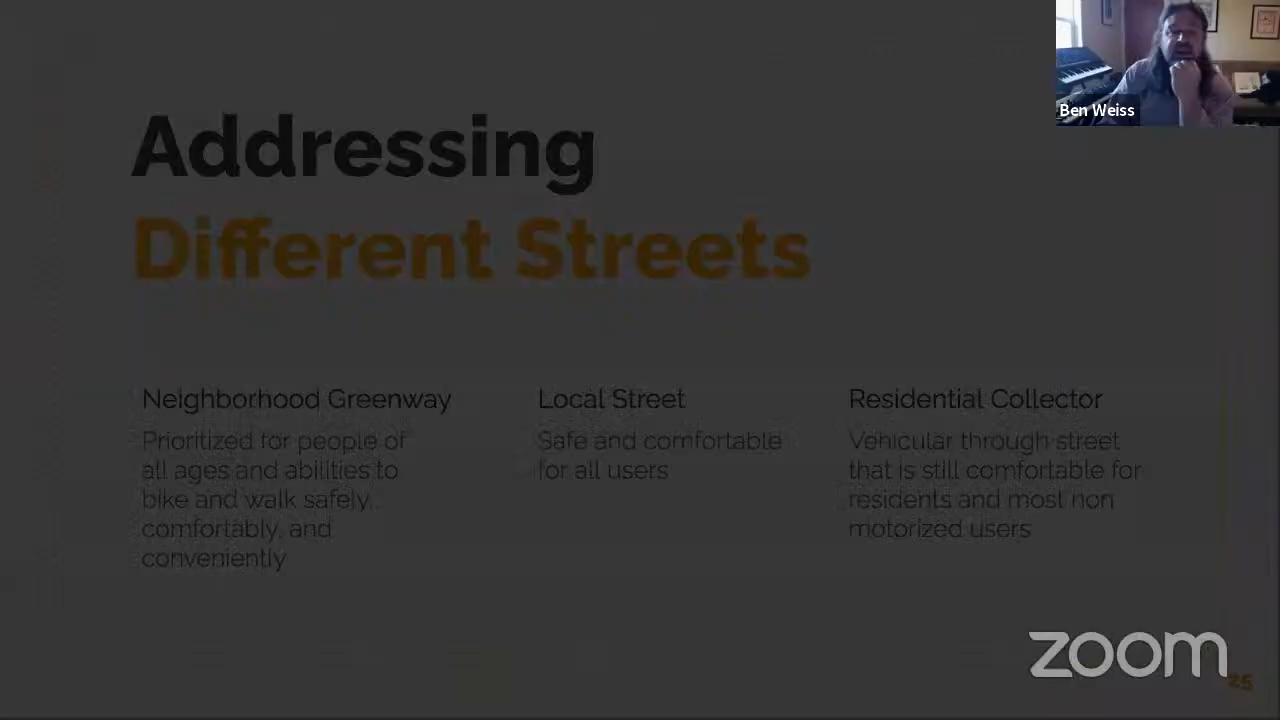 Ben Weiss
Addressing
Different Streets
Neighborhood Greenway
Prioritized for people of
all ages and abilities to
bike and walk safely,
comfortably, and
conveniently
Local Street
Safe and comfortable
for all users
Residential Collector
Vehicular through street
that is still comfortable for
residents and most non
motorized users
zoom
25